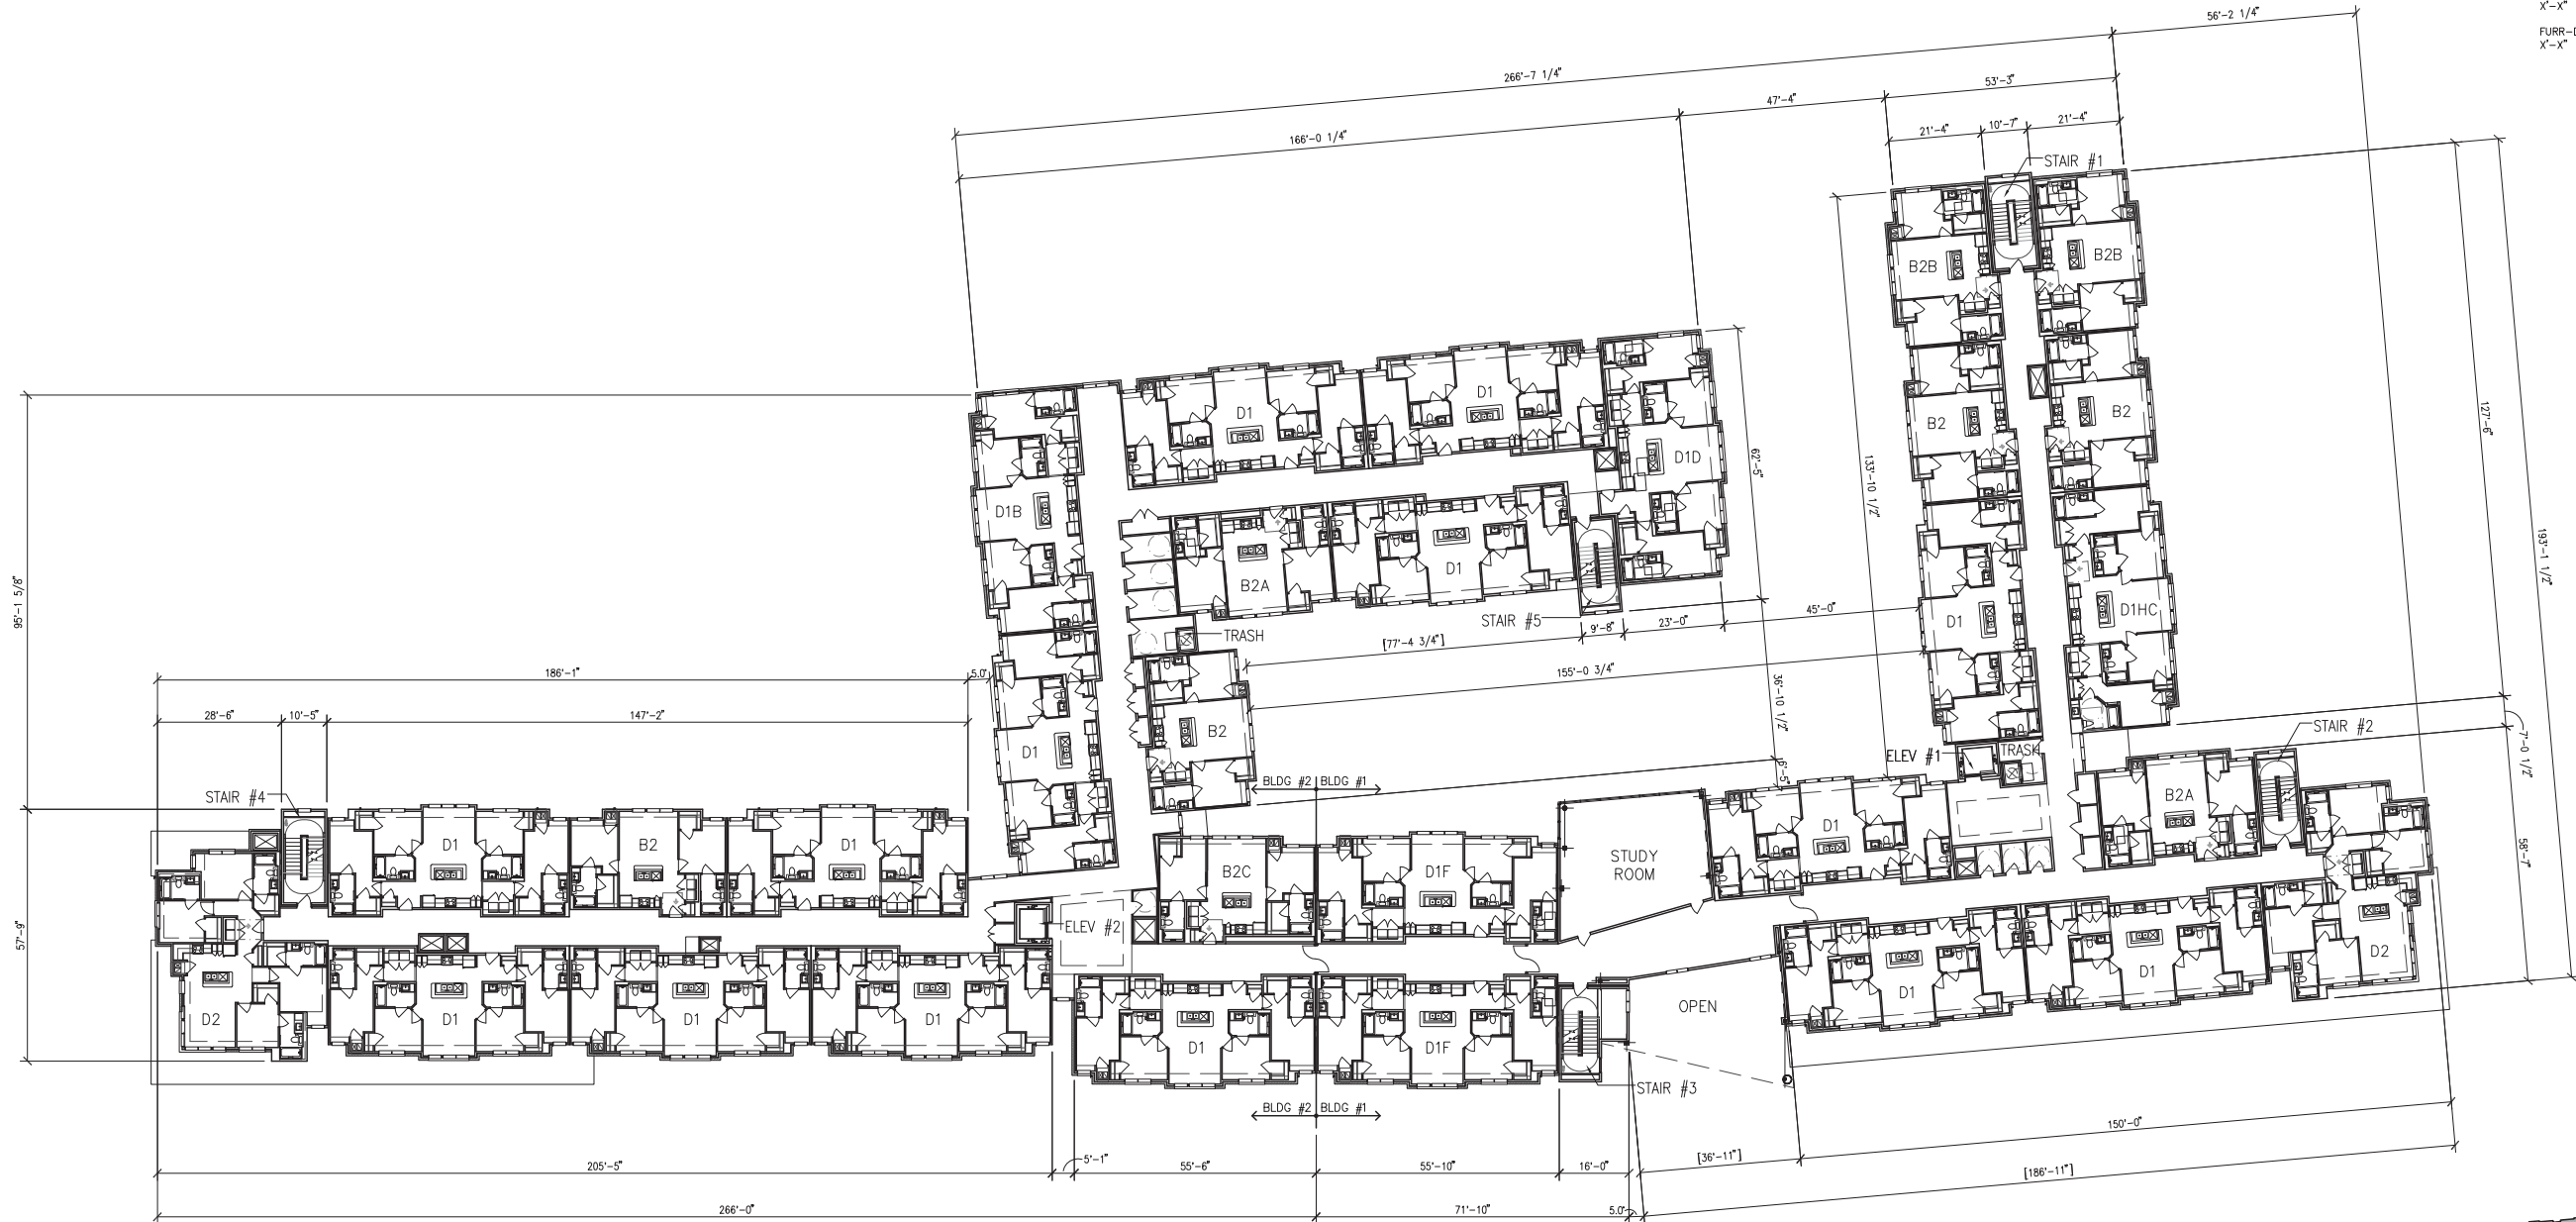 56'-2 1/4"
X'-X"
FURR-D
X'-X"
266'-7 1/4"
53'-3"
47'-4"
166'-0 1/4"
21'-4"
10'-7"
21'-4"
STAIR #1
B2B
B2B
D1
D1
B2
B2
127'-6"
D1D
62'-5"
133'-10 1/2"
D1B
193'-1 1/2"
B2A
D1
95'-1 5/8"
D1HC
D1
45'-0"
STAIR #5
9'-8"
23'-0"
TRASH
[77'-4 3/4"]
186'-1"
5.0'
155'-0 3/4"
36'-10 1/2"
28'-6"
10'-5"
147'-2"
B2
STAIR #2
7'-0 1/2"
D1
ELEV #1
TRASH
6'-5"
BLDG #2
BLDG #1
STAIR #4
B2A
D1
D1
B2
D1
58'-7"
STUDY
ROOM
B2C
D1F
57'-9"
ELEV #2
D2
D1
D1
OPEN
D2
D1
D1
D1
D1
D1F
STAIR #3
BLDG #2
BLDG #1
150'-0"
[36'-11"]
205'-5"
5'-1"
55'-6"
55'-10"
16'-0"
[186'-11"]
266'-0"
71'-10"
5.0'